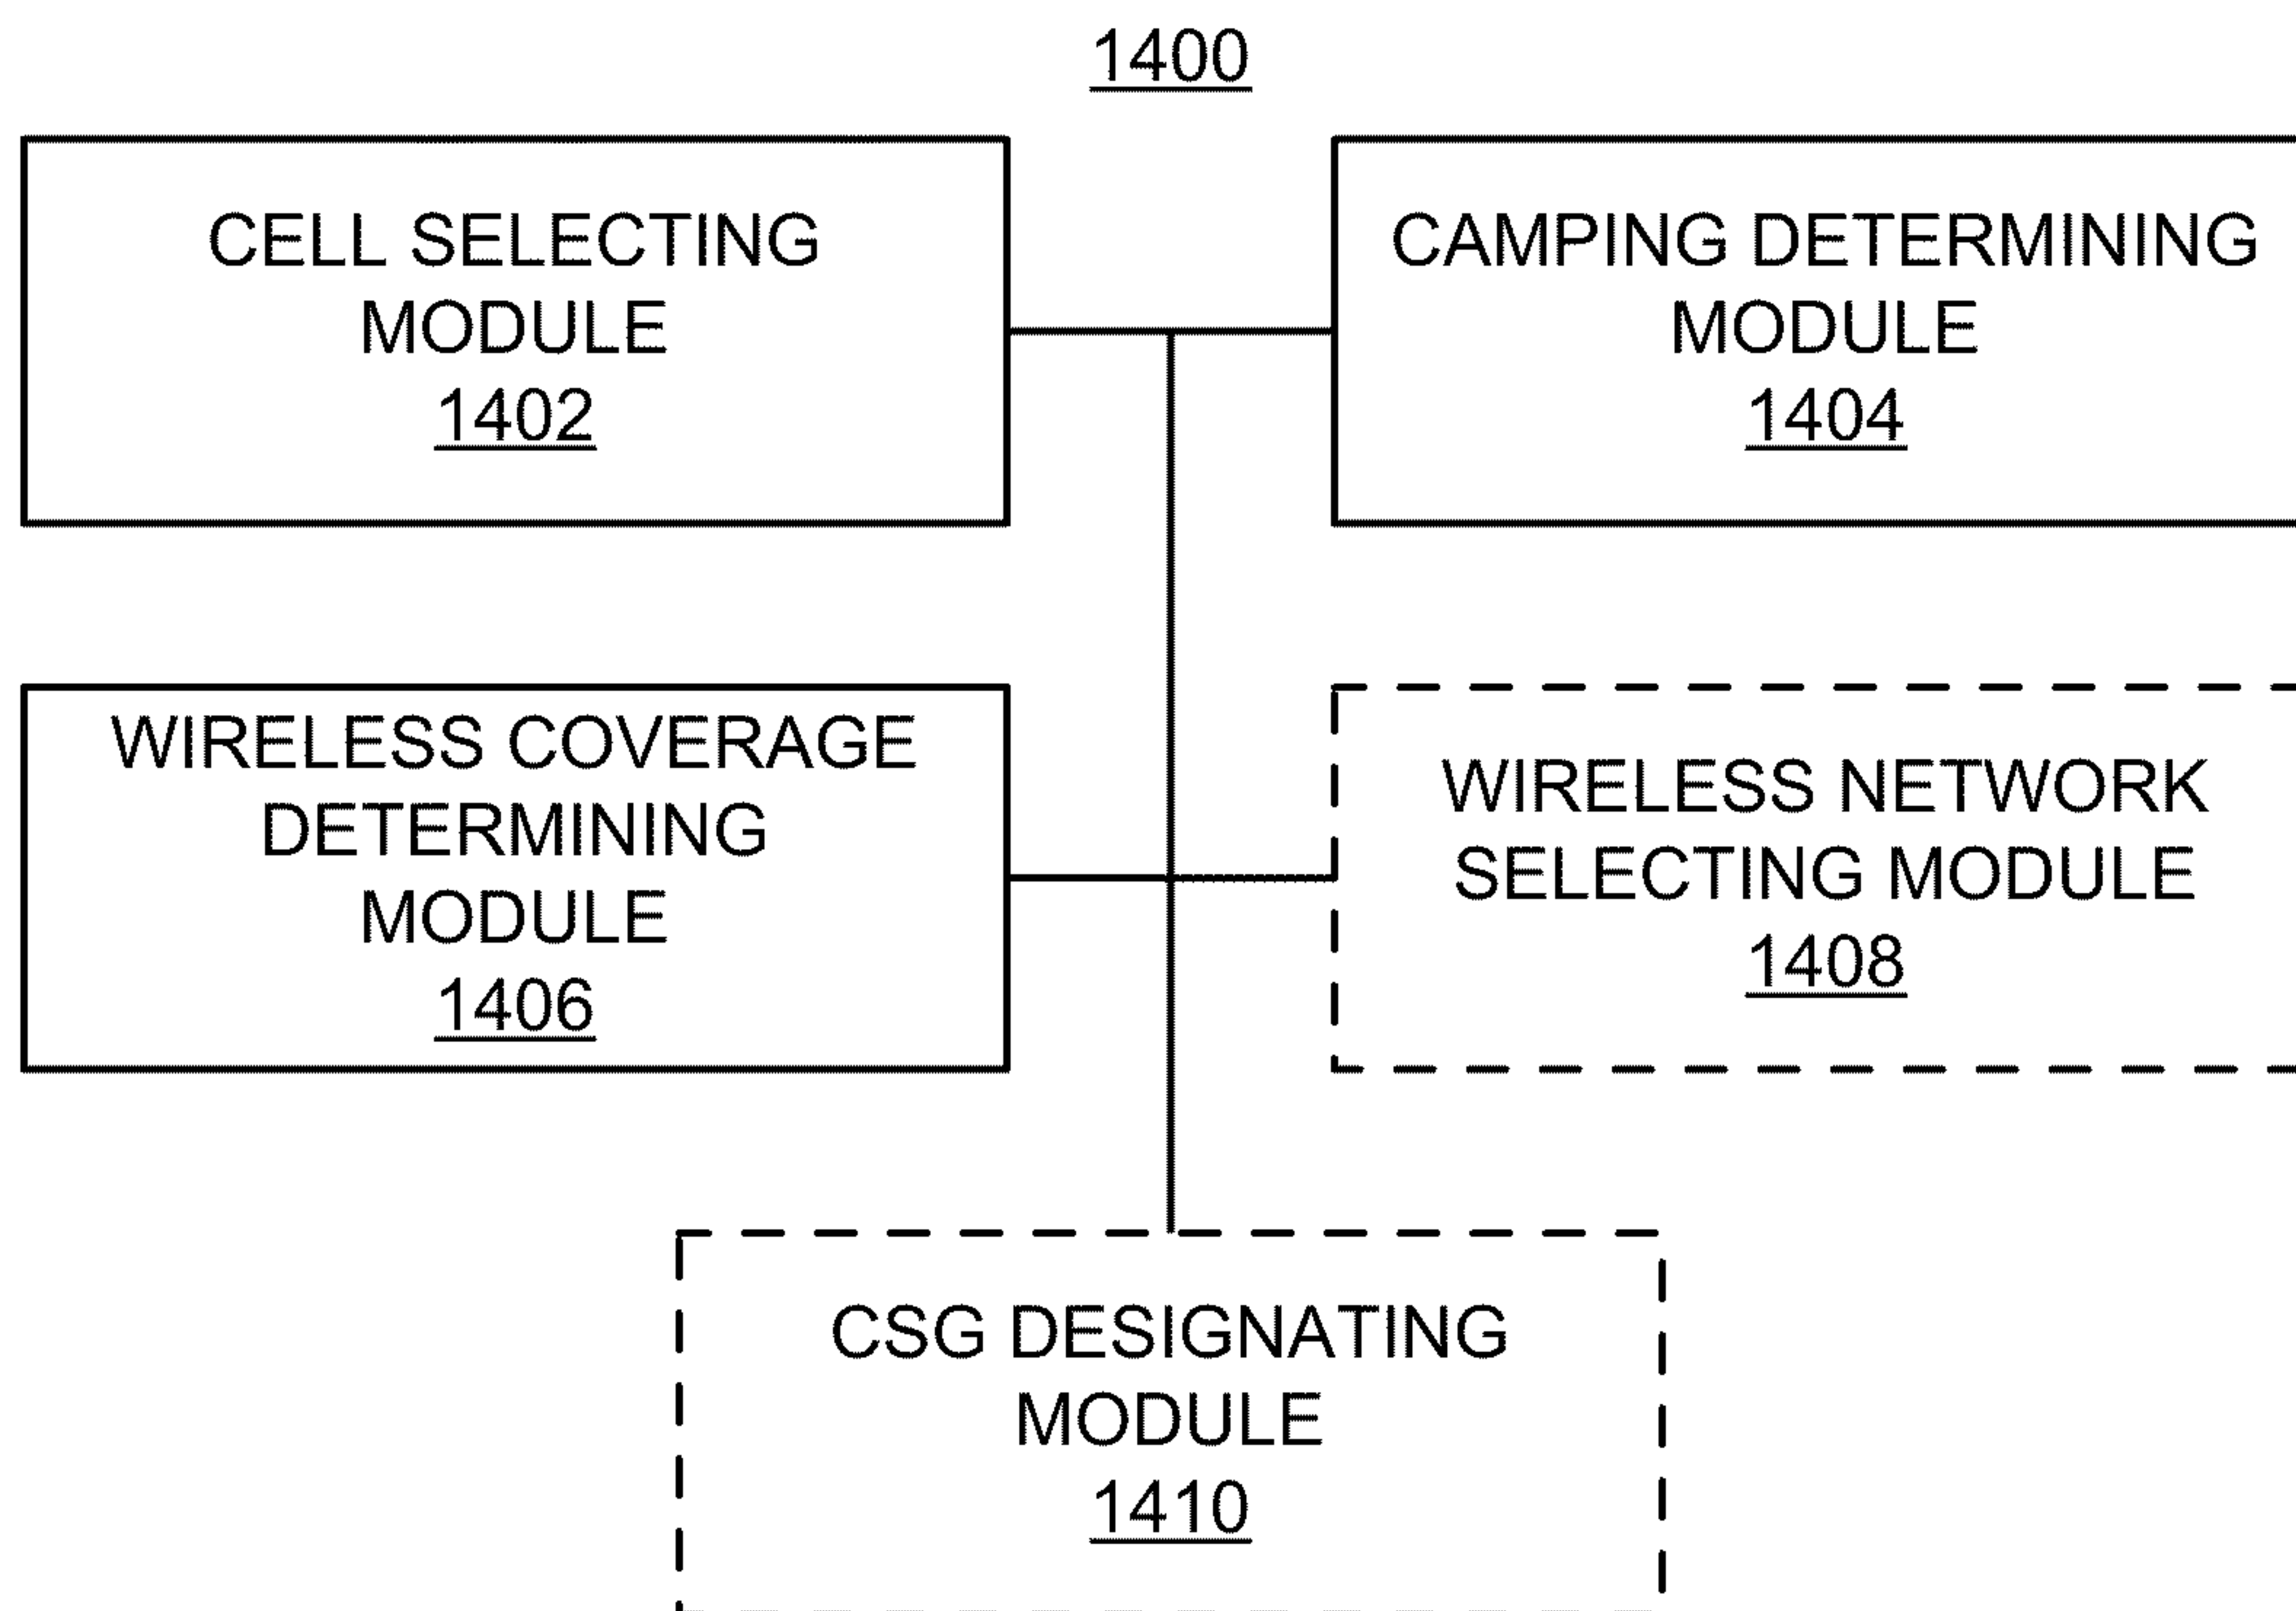 1400
CELL SELECTING
MODULE
1402
CAMPING DETERMINING
MODULE
1404
WIRELESS COVERAGE
DETERMINING
MODULE
1406
WIRELESS NETWORK
SELECTING MODULE
1408
CSG DESIGNATING
MODULE
1410